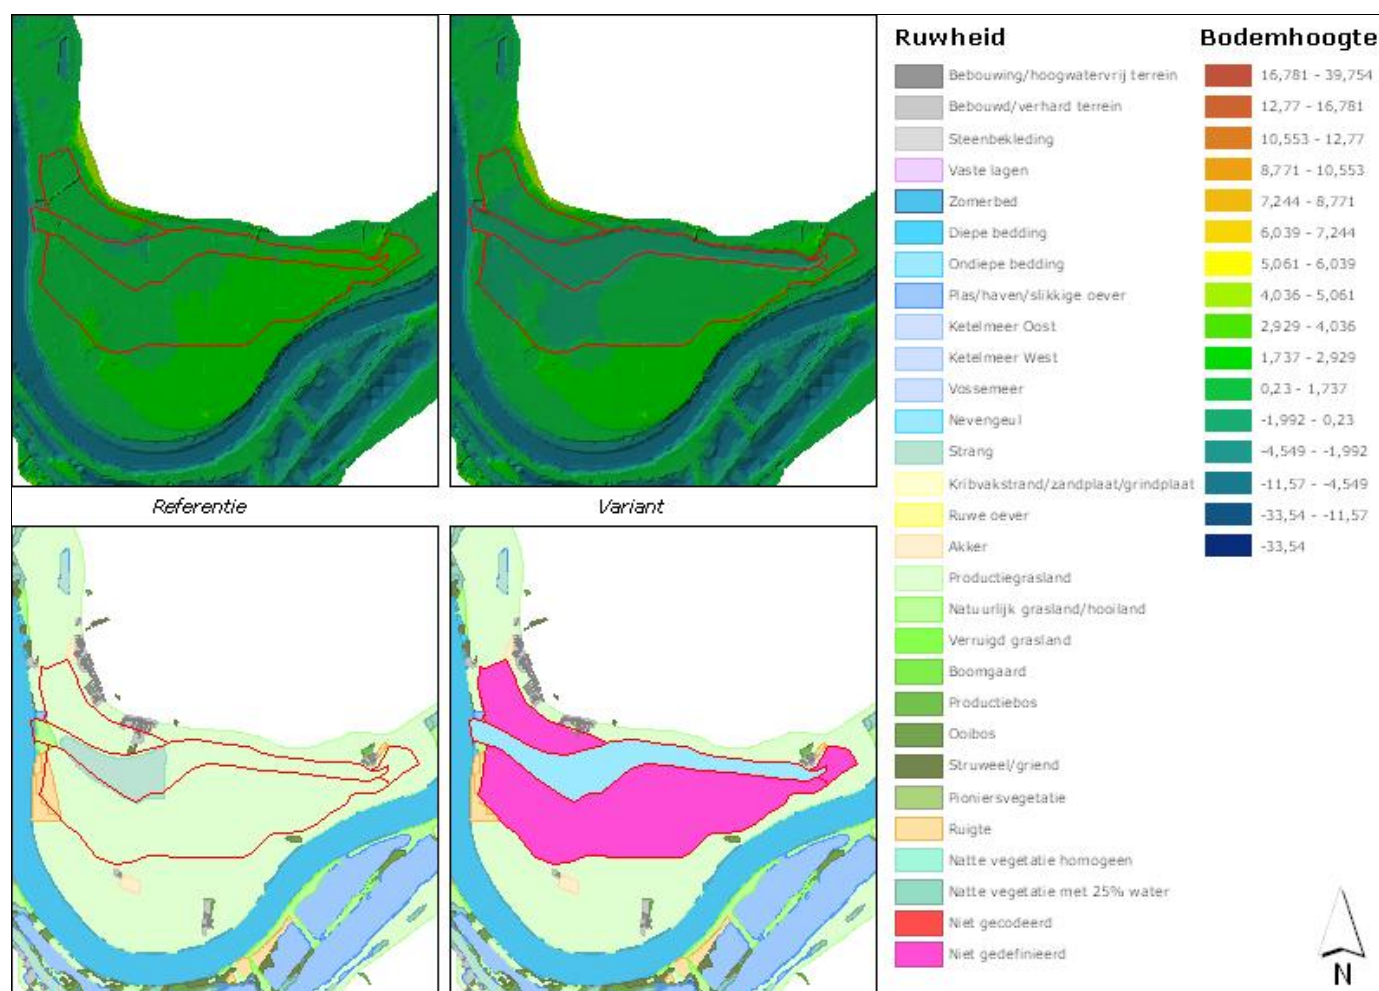 Ruwheid
Bebouwing/hoogwatervrij terrein
Bebouwd/verhard terrein
Steenbekleding
Vaste lagen
Zomerbed
Diepe bedding
Ondiepe bedding
Plas/haven/slikkige oever
Ketelmeer Oost
Ketelmeer West
Vossemeer
Nevengeul
Strang
Kribvakstrand/zandplaat/grindplaat
Ruwe oever
Akker
Productiegrasland
Natuurlijk grasland/hooiland
Verruigd grasland
Boomgaard
Productiebos
Ooibos
Struweel/griend
Pioniersvegetatie
Ruigte
Natte vegetatie homogeen
Natte vegetatie met 25% water
Niet gecodeerd
Niet gedefinieerd
Bodemhoogte
16,781 - 39,754
12,77 - 16,781
10,553 - 12,77
8,771 - 10,553
7,244 - 8,771
6,039 - 7,244
5,061 - 6,039
4,036 - 5,061
2,929 - 4,036
1,737 - 2,929
0,23 - 1,737
-1,992 - 0,23
-4,549 - -1,992
-11,57 - -4,549
-33,54 - -11,57
-33,54
Referentie
Variant
N